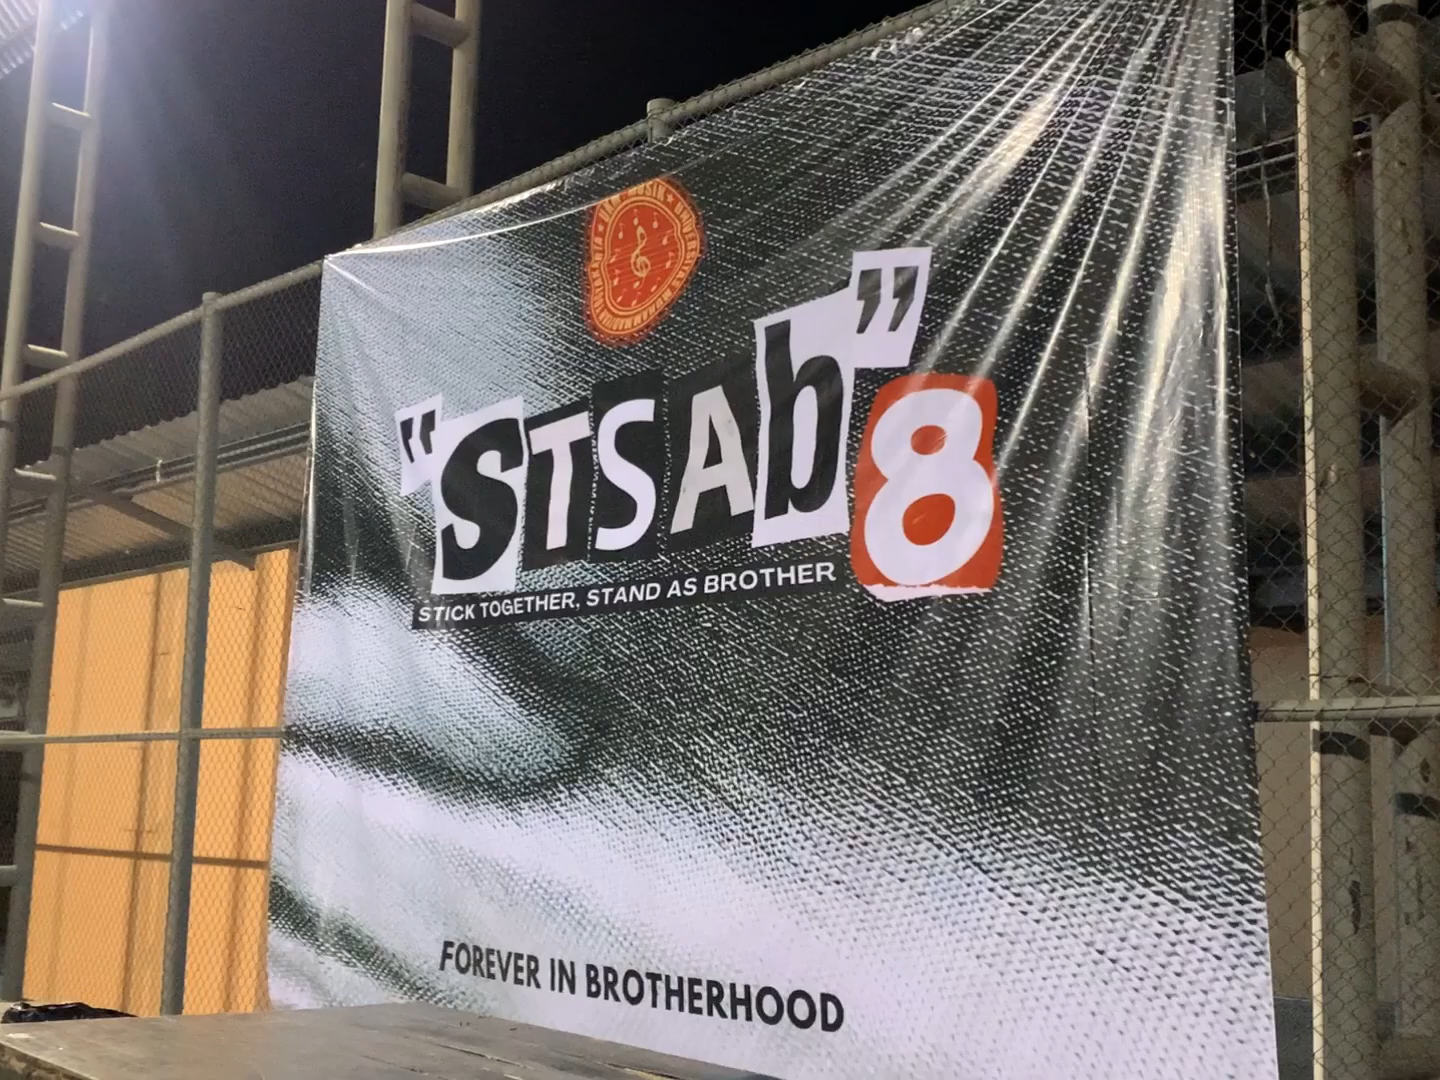 "STSAb"8
STICK TOGETHER, STAND AS BROTHER
FOREVER IN BROTHERHOOD